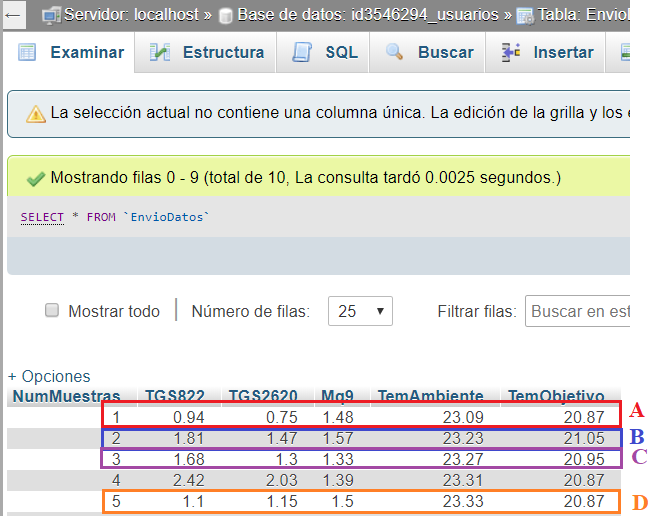 ← Servidor: localhost » Base de datos: id3546294_usuarios » Tabla: Envio
Examinar Estructura SQL Buscar Insertar
La selección actual no contiene una columna única. La edición de la grilla y los
Mostrando filas 0 - 9 (total de 10, La consulta tardó 0.0025 segundos.)
SELECT * FROM `EnvioDatos`
Mostrar todo | Número de filas: 25 Filtrar filas: Buscar en est
+ Opciones
NumMuestras TGS822 TGS2620 Mq9 TemAmbiente TemObjetivo
1 0.94 0.75 1.48 23.09 20.87 A
2 1.81 1.47 1.57 23.23 21.05 B
3 1.68 1.3 1.33 23.27 20.95 C
4 2.42 2.03 1.39 23.31 20.87
5 1.1 1.15 1.5 23.33 20.87 D